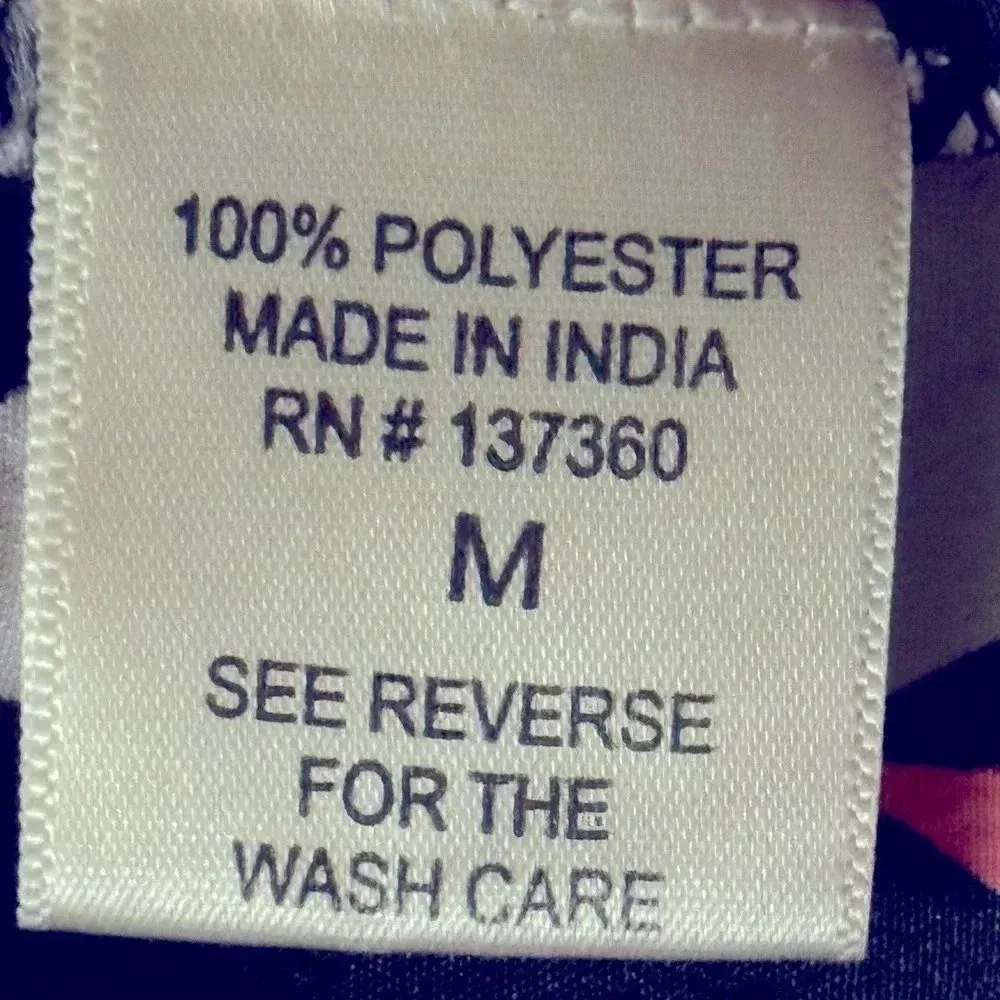 100% POLYESTER
MADE IN INDIA
RN # 137360
M
SEE REVERSE
FOR THE
WASH CARE